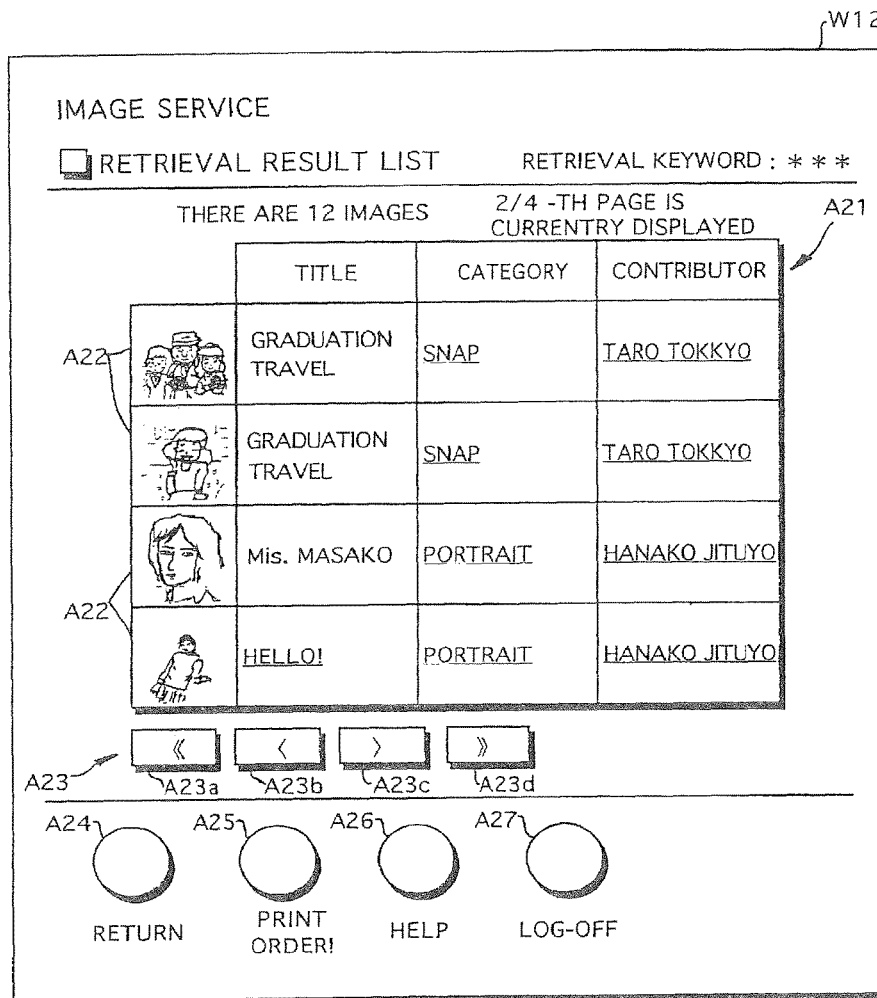 W12
IMAGE SERVICE
RETRIEVAL RESULT LIST RETRIEVAL KEYWORD : * * *
THERE ARE 12 IMAGES 2/4 -TH PAGE IS
CURRENTRY DISPLAYED
A21
TITLE CATEGORY CONTRIBUTOR
A22
GRADUATION
TRAVEL
SNAP TARO TOKKYO
GRADUATION
TRAVEL
SNAP TARO TOKKYO
A22
Mis. MASAKO PORTRAIT HANAKO JITUYO
HELLO! PORTRAIT HANAKO JITUYO
A23
《 〈 〉 》
A23a A23b A23c A23d
A24 A25 A26 A27
RETURN PRINT
ORDER! HELP LOG-OFF